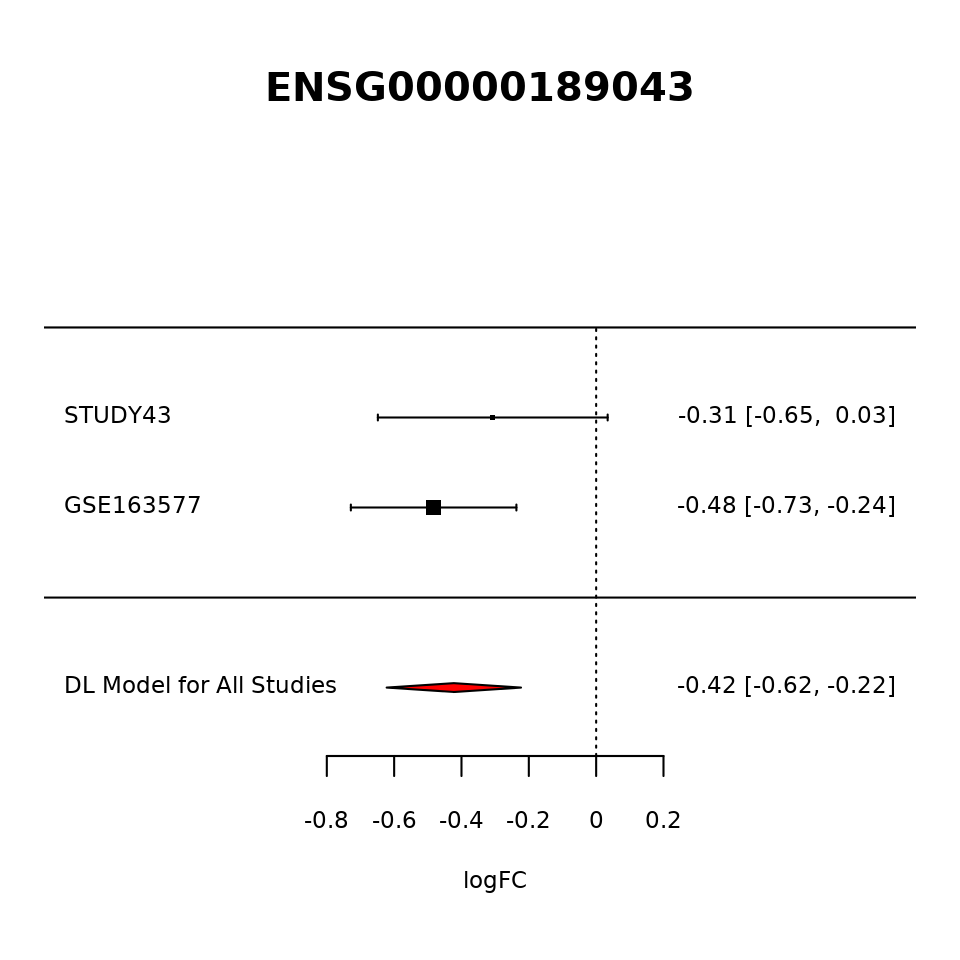 ENSG00000189043
STUDY43 -0.31 [-0.65, 0.03]
GSE163577 -0.48 [-0.73, -0.24]
DL Model for All Studies -0.42 [-0.62, -0.22]
-0.8 -0.6 -0.4 -0.2 0 0.2
logFC